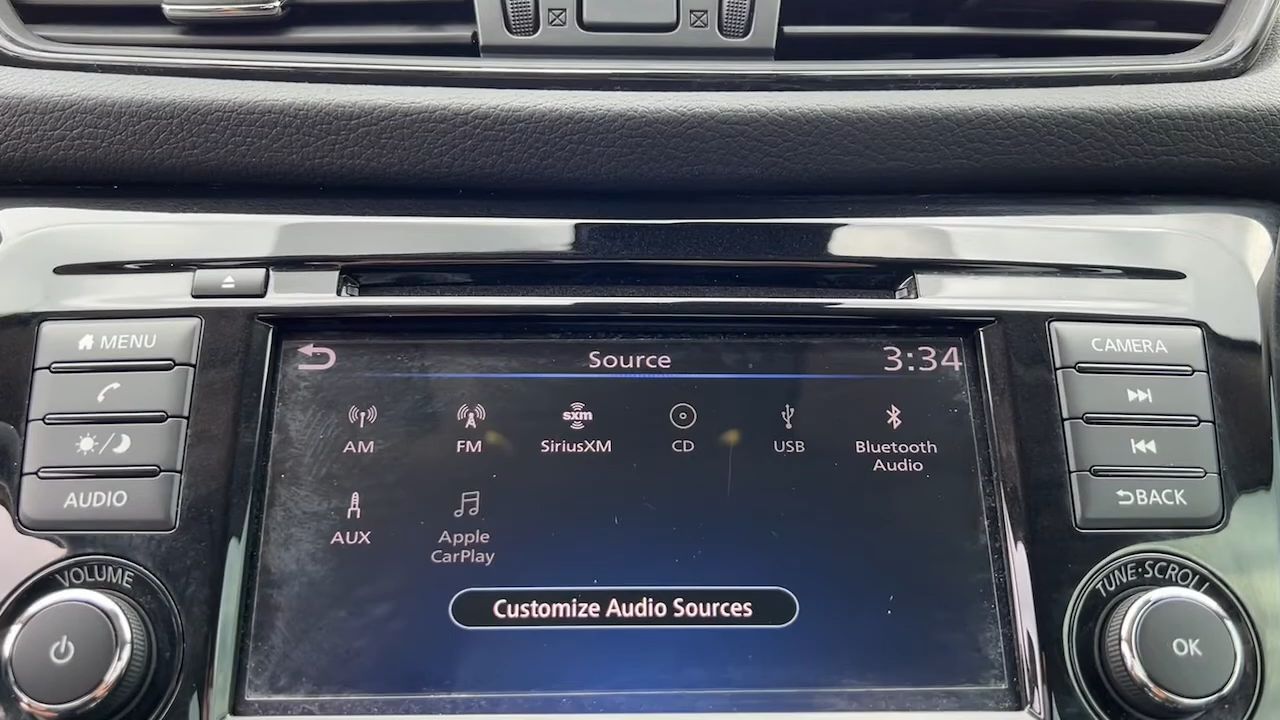 MENU
AUDIO
VOLUME
Source
3:34
AM
FM
sxm
SiriusXM
CD
USB
Bluetooth
Audio
AUX
Apple
CarPlay
Customize Audio Sources
CAMERA
BACK
TUNE·SCROLL
OK